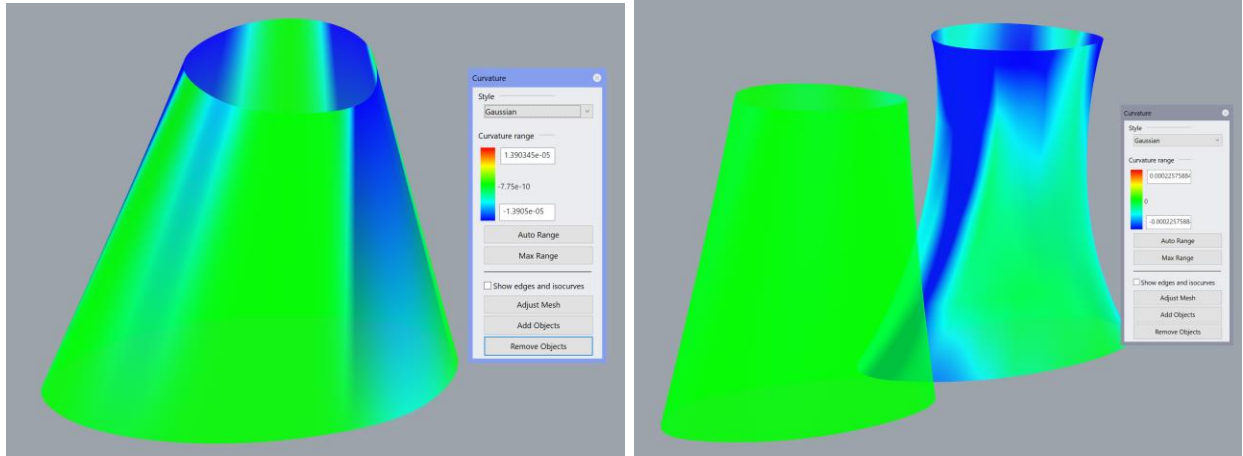 Curvature
Style
Gaussian
Curvature range
1.390345e-05
-7.75e-10
-1.3905e-05
Auto Range
Max Range
Show edges and isocurves
Adjust Mesh
Add Objects
Remove Objects
Curvature
Style
Gaussian
Curvature range
0.00022575884
0
-0.0002257588
Auto Range
Max Range
Show edges and isocurves
Adjust Mesh
Add Objects
Remove Objects